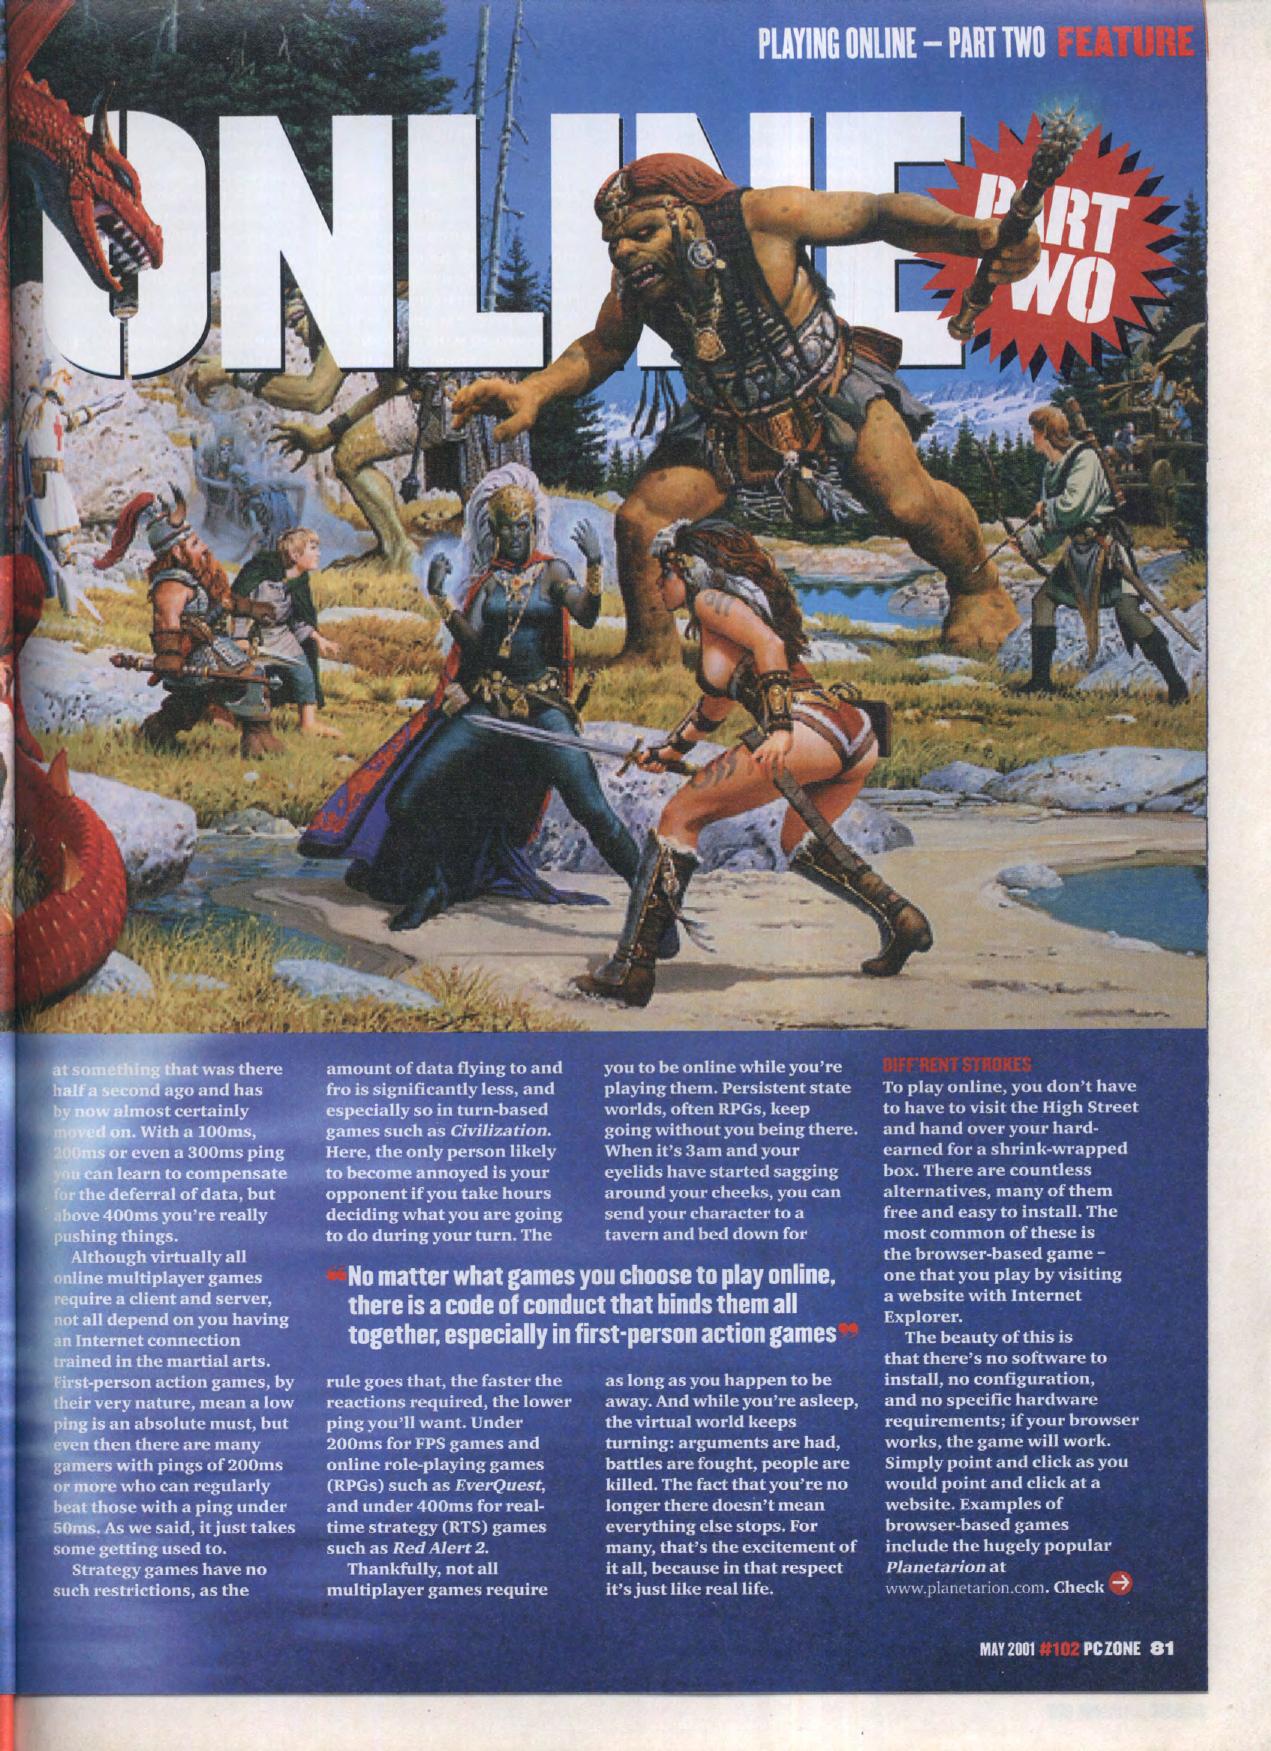 PLAYING ONLINE – PART TWO FEATURE
ONLINE
PART
TWO
at something that was there
half a second ago and has
by now almost certainly
moved on. With a 100ms,
200ms or even a 300ms ping
you can learn to compensate
for the deferral of data, but
above 400ms you're really
pushing things.
Although virtually all
online multiplayer games
require a client and server,
not all depend on you having
an Internet connection
trained in the martial arts.
First-person action games, by
their very nature, mean a low
ping is an absolute must, but
even then there are many
gamers with pings of 200ms
or more who can regularly
beat those with a ping under
50ms. As we said, it just takes
some getting used to.
Strategy games have no
such restrictions, as the
amount of data flying to and
fro is significantly less, and
especially so in turn-based
games such as Civilization.
Here, the only person likely
to become annoyed is your
opponent if you take hours
deciding what you are going
to do during your turn. The
rule goes that, the faster the
reactions required, the lower
ping you'll want. Under
200ms for FPS games and
online role-playing games
(RPGs) such as EverQuest,
and under 400ms for real-
time strategy (RTS) games
such as Red Alert 2.
Thankfully, not all
multiplayer games require
you to be online while you're
playing them. Persistent state
worlds, often RPGs, keep
going without you being there.
When it's 3am and your
eyelids have started sagging
around your cheeks, you can
send your character to a
tavern and bed down for
as long as you happen to be
away. And while you're asleep,
the virtual world keeps
turning: arguments are had,
battles are fought, people are
killed. The fact that you're no
longer there doesn't mean
everything else stops. For
many, that's the excitement of
it all, because in that respect
it's just like real life.
“No matter what games you choose to play online,
there is a code of conduct that binds them all
together, especially in first-person action games”
DIFF'RENT STROKES
To play online, you don't have
to have to visit the High Street
and hand over your hard-
earned for a shrink-wrapped
box. There are countless
alternatives, many of them
free and easy to install. The
most common of these is
the browser-based game –
one that you play by visiting
a website with Internet
Explorer.
The beauty of this is
that there's no software to
install, no configuration,
and no specific hardware
requirements; if your browser
works, the game will work.
Simply point and click as you
would point and click at a
website. Examples of
browser-based games
include the hugely popular
Planetarion at
www.planetarion.com. Check
MAY 2001 #102 PC ZONE 81